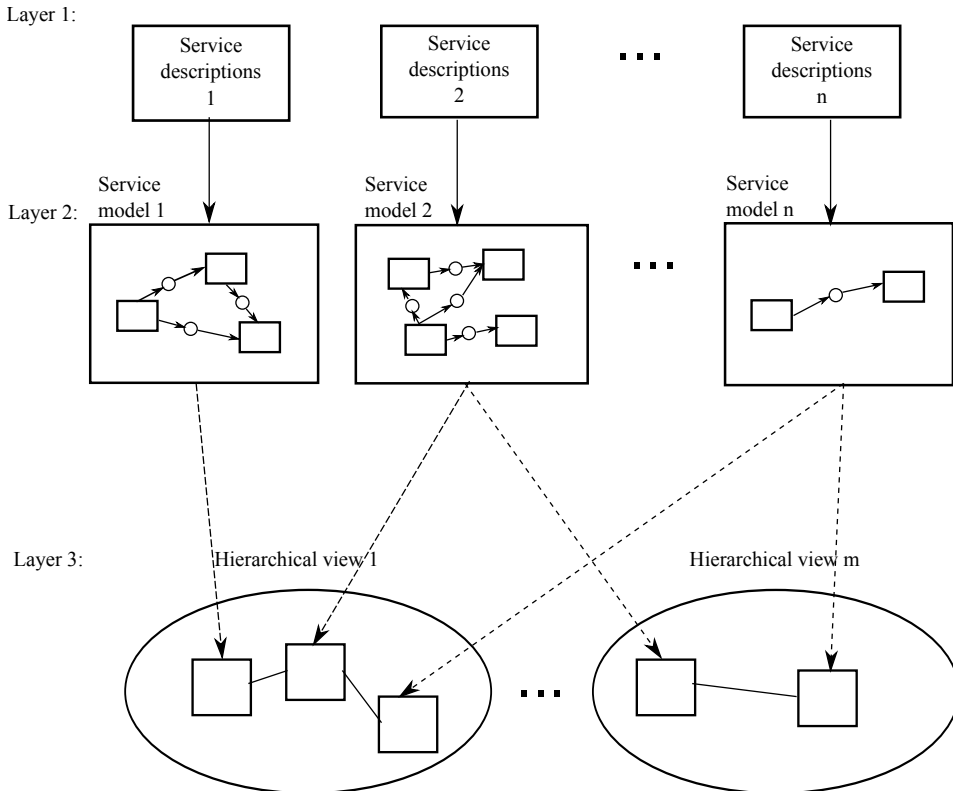 Layer 1:
Service
descriptions
1
Service
descriptions
2
Service
descriptions
n
Layer 2:
Service
model 1
Service
model 2
Service
model n
Layer 3:
Hierarchical view 1
Hierarchical view m